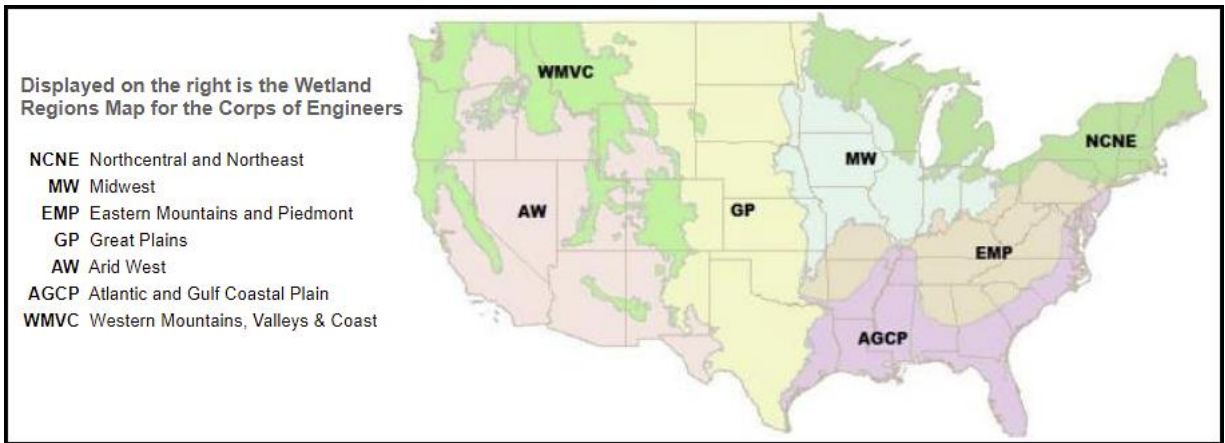 Displayed on the right is the Wetland
Regions Map for the Corps of Engineers
NCNE Northcentral and Northeast
MW Midwest
EMP Eastern Mountains and Piedmont
GP Great Plains
AW Arid West
AGCP Atlantic and Gulf Coastal Plain
WMVC Western Mountains, Valleys & Coast
WMVC
NCNE
MW
AW
GP
EMP
AGCP